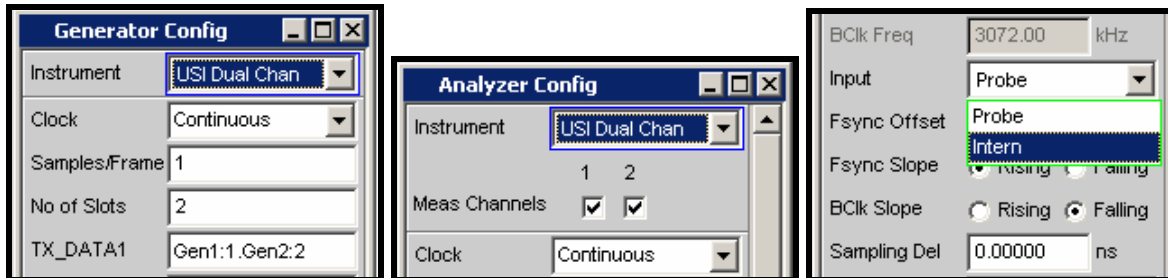 Generator Config
Instrument USI Dual Chan
Clock Continuous
Samples/Frame 1
No of Slots 2
TX_DATA1 Gen1:1.Gen2:2
Analyzer Config
Instrument USI Dual Chan
1 2
Meas Channels
Clock Continuous
BClk Freq 3072.00 kHz
Input Probe
Fsync Offset Probe
Intern
Fsync Slope Rising Falling
BClk Slope Rising Falling
Sampling Del 0.00000 ns